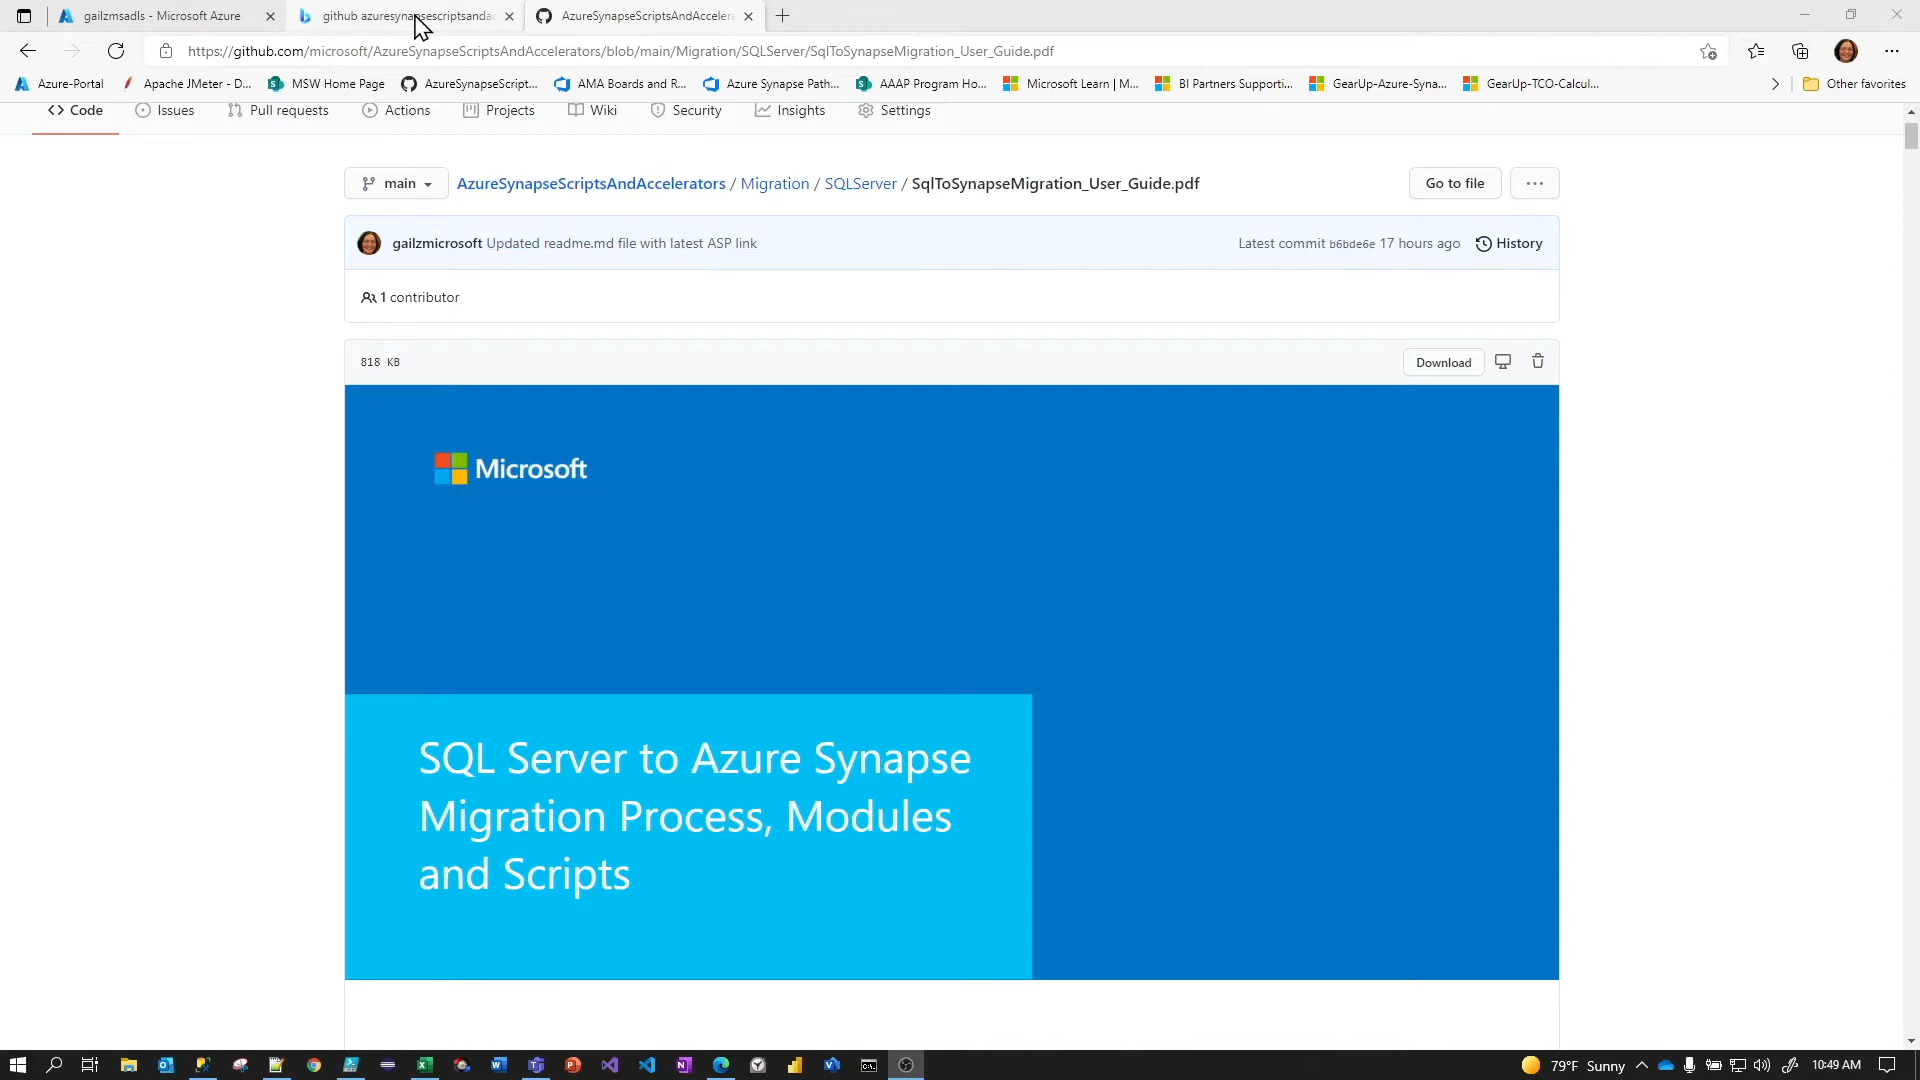 gailzmsadls - Microsoft Azure
github azuresynapsescriptsandac
AzureSynapseScriptsAndAccelera
https://github.com/microsoft/AzureSynapseScriptsAndAccelerators/blob/main/Migration/SQLServer/SqlToSynapseMigration_User_Guide.pdf
Azure-Portal
Apache JMeter - D...
MSW Home Page
AzureSynapseScript...
AMA Boards and R...
Azure Synapse Path...
AAAP Program Ho...
Microsoft Learn | M...
BI Partners Supporti...
GearUp-Azure-Syna...
GearUp-TCO-Calcul...
Other favorites
Code
Issues
Pull requests
Actions
Projects
Wiki
Security
Insights
Settings
main
AzureSynapseScriptsAndAccelerators / Migration / SQLServer / SqlToSynapseMigration_User_Guide.pdf
Go to file
gailzmicrosoft Updated readme.md file with latest ASP link
Latest commit b6bde6e 17 hours ago
History
1 contributor
818 KB
Download
Microsoft
SQL Server to Azure Synapse
Migration Process, Modules
and Scripts
79°F Sunny
10:49 AM